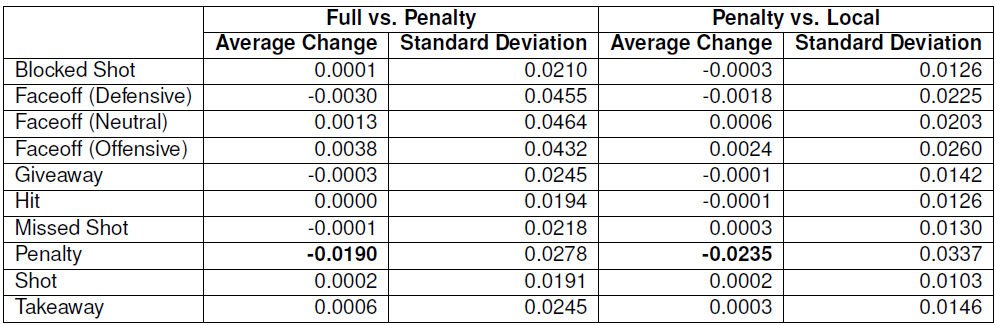 Full vs. Penalty Penalty vs. Local
Average Change Standard Deviation Average Change Standard Deviation
Blocked Shot 0.0001 0.0210 -0.0003 0.0126
Faceoff (Defensive) -0.0030 0.0455 -0.0018 0.0225
Faceoff (Neutral) 0.0013 0.0464 0.0006 0.0203
Faceoff (Offensive) 0.0038 0.0432 0.0024 0.0260
Giveaway -0.0003 0.0245 -0.0001 0.0142
Hit 0.0000 0.0194 -0.0001 0.0126
Missed Shot -0.0001 0.0218 0.0003 0.0130
Penalty -0.0190 0.0278 -0.0235 0.0337
Shot 0.0002 0.0191 0.0002 0.0103
Takeaway 0.0006 0.0245 0.0003 0.0146